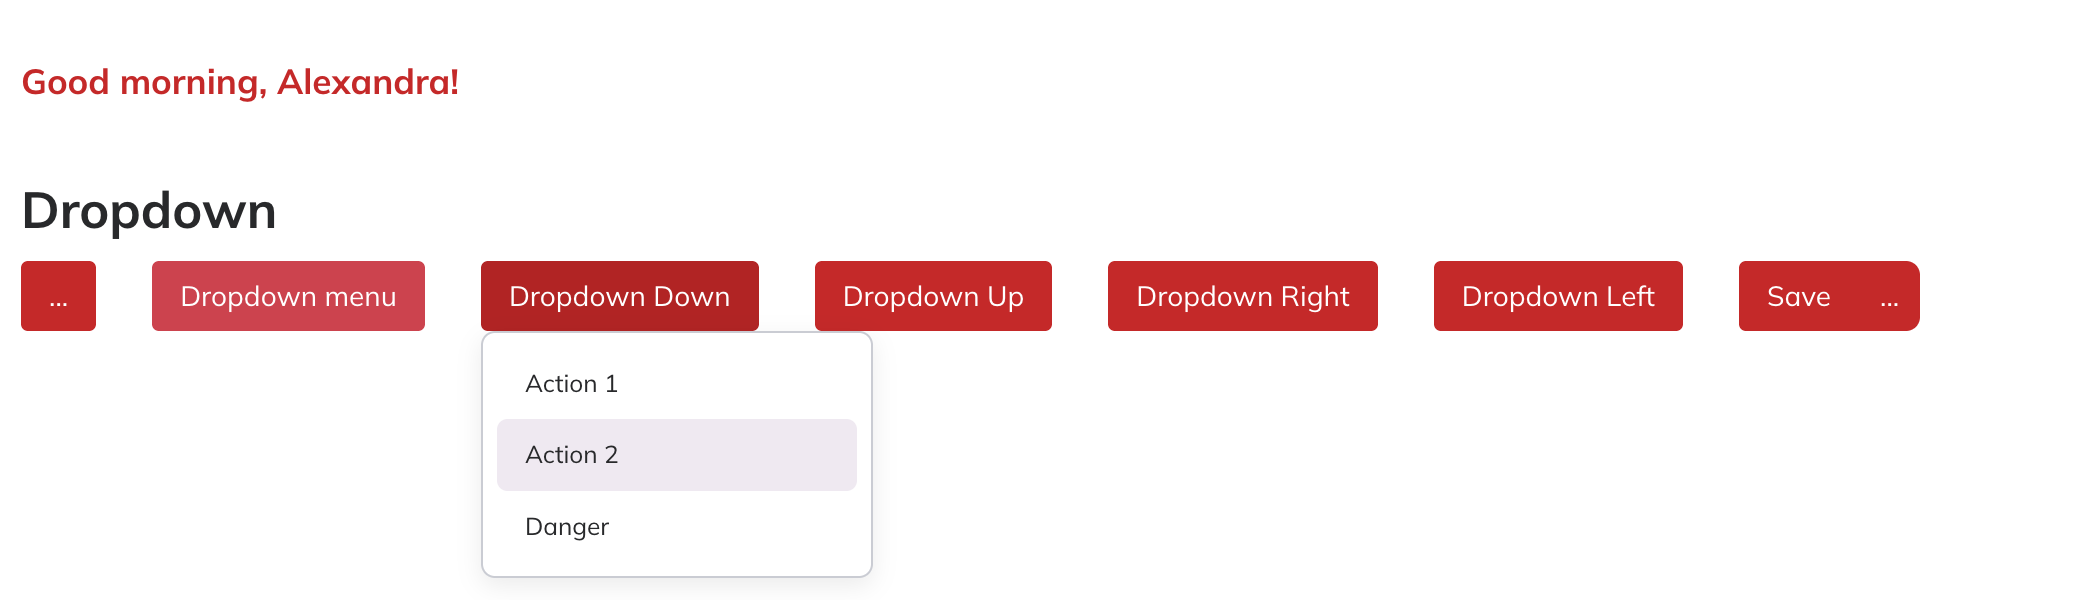 Good morning, Alexandra!
Dropdown
... Dropdown menu Dropdown Down Dropdown Up Dropdown Right Dropdown Left Save ...
Action 1
Action 2
Danger